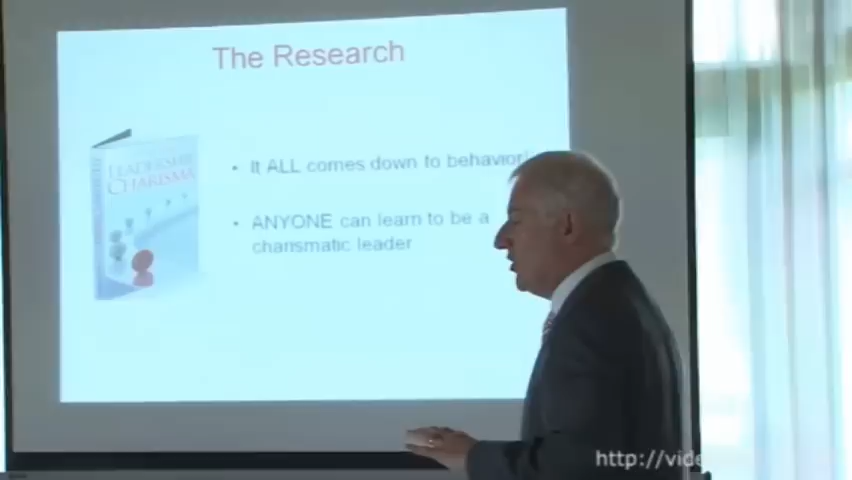 The Research
LEADERSHIP
CHARISMA
• It ALL comes down to behavior
• ANYONE can learn to be a
charismatic leader
http://vide